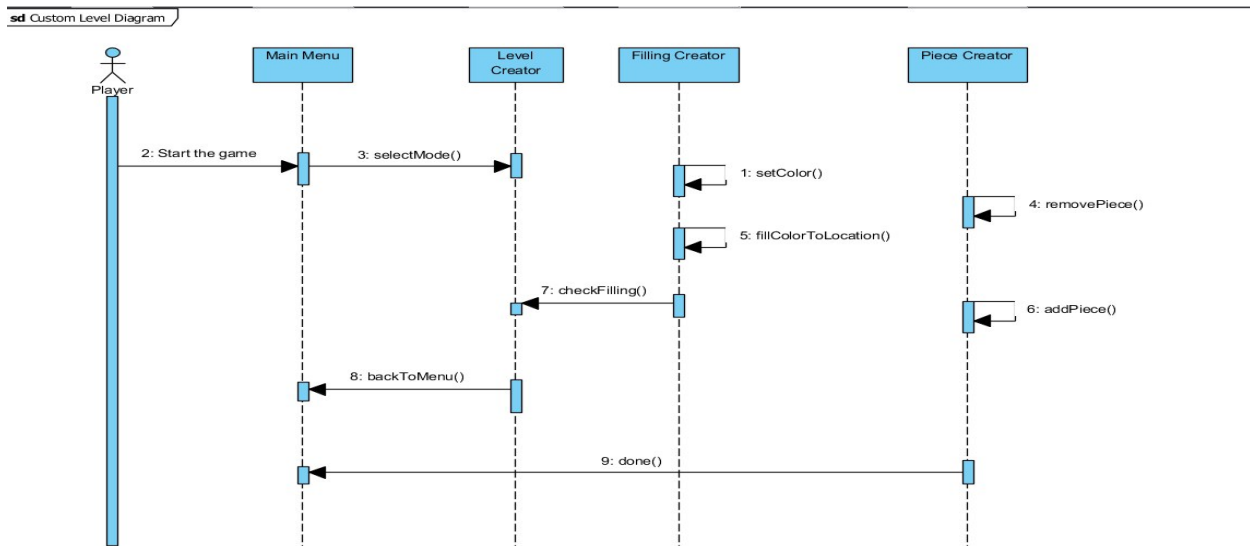 sd Custom Level Diagram
Player
Main Menu
Level
Creator
Filling Creator
Piece Creator
2: Start the game
3: selectMode()
1: setColor()
4: removePiece()
5: fillColorToLocation()
7: checkFilling()
6: addPiece()
8: backToMenu()
9: done()